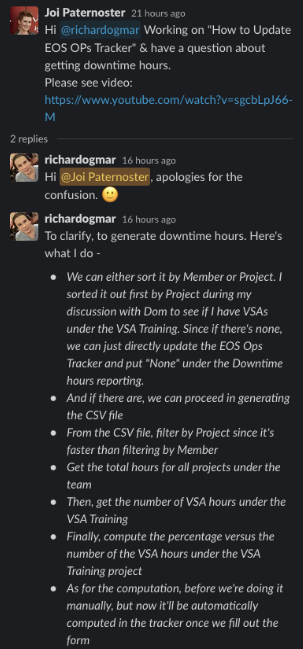 Joi Paternoster 21 hours ago
Hi @richardogmar Working on "How to Update
EOS OPs Tracker" & have a question about
getting downtime hours.
Please see video:
https://www.youtube.com/watch?v=sgcbLpJ66-
M
2 replies
richardogmar 16 hours ago
Hi @Joi Paternoster, apologies for the
confusion. 🙂
richardogmar 16 hours ago
To clarify, to generate downtime hours. Here's
what I do -
• We can either sort it by Member or Project. I
sorted it out first by Project during my
discussion with Dom to see if I have VSAs
under the VSA Training. Since if there's none,
we can just directly update the EOS Ops
Tracker and put "None" under the Downtime
hours reporting.
• And if there are, we can proceed in generating
the CSV file
• From the CSV file, filter by Project since it's
faster than filtering by Member
• Get the total hours for all projects under the
team
• Then, get the number of VSA hours under the
VSA Training
• Finally, compute the percentage versus the
number of the VSA hours under the VSA
Training project
• As for the computation, before we're doing it
manually, but now it'll be automatically
computed in the tracker once we fill out the
form